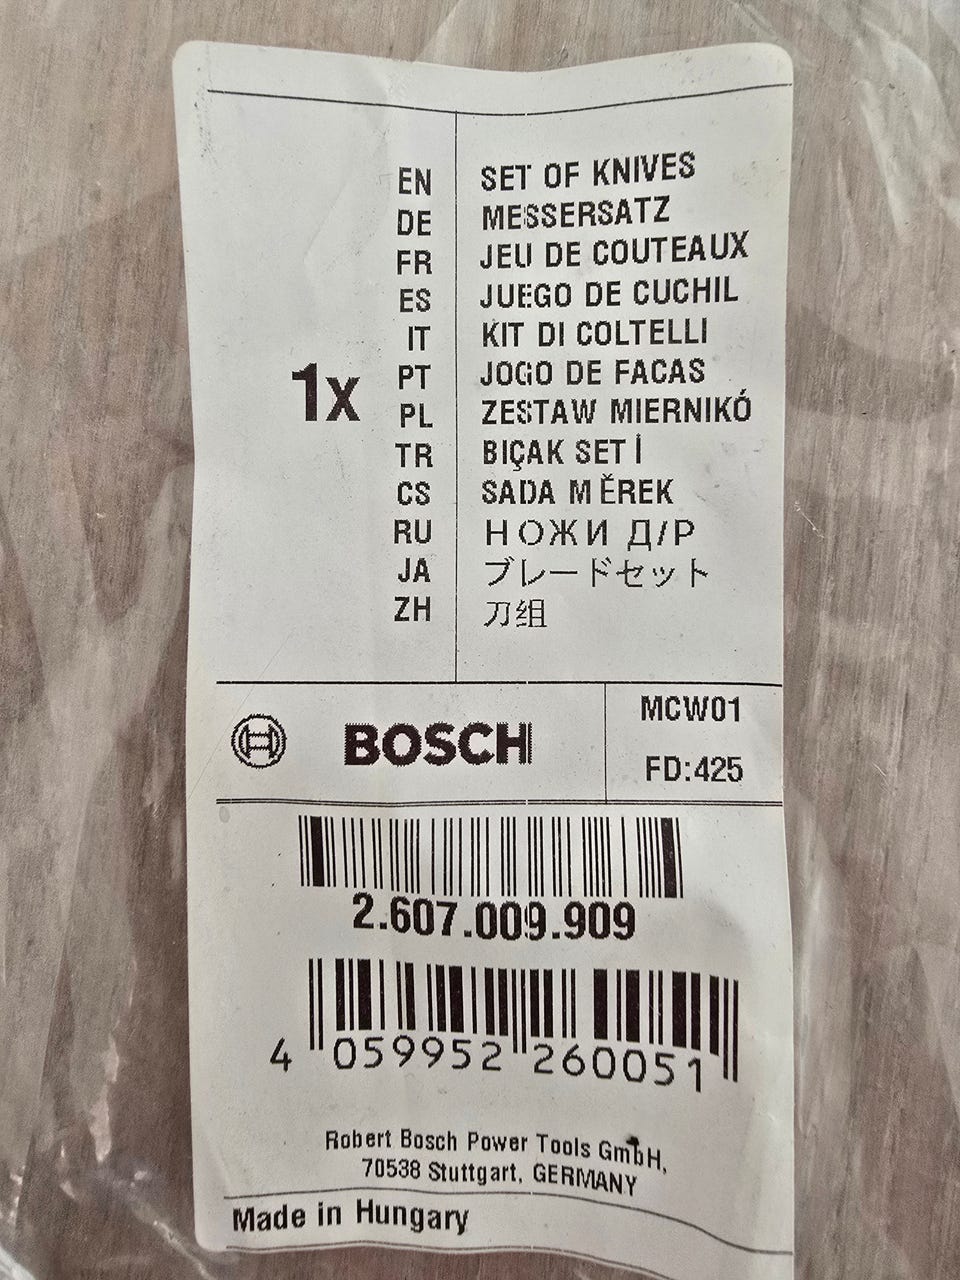 EN SET OF KNIVES
DE MESSERSATZ
FR JEU DE COUTEAUX
ES JUEGO DE CUCHIL
IT KIT DI COLTELLI
1x PT JOGO DE FACAS
PL ZESTAW MIERNIKÓ
TR BIÇAK SETİ
CS SADA MĚREK
RU НОЖИ Д/Р
JA ブレードセット
ZH 刀组
BOSCH
MCW01
FD:425
2.607.009.909
4 059952 260051
Robert Bosch Power Tools GmbH,
70538 Stuttgart, GERMANY
Made in Hungary